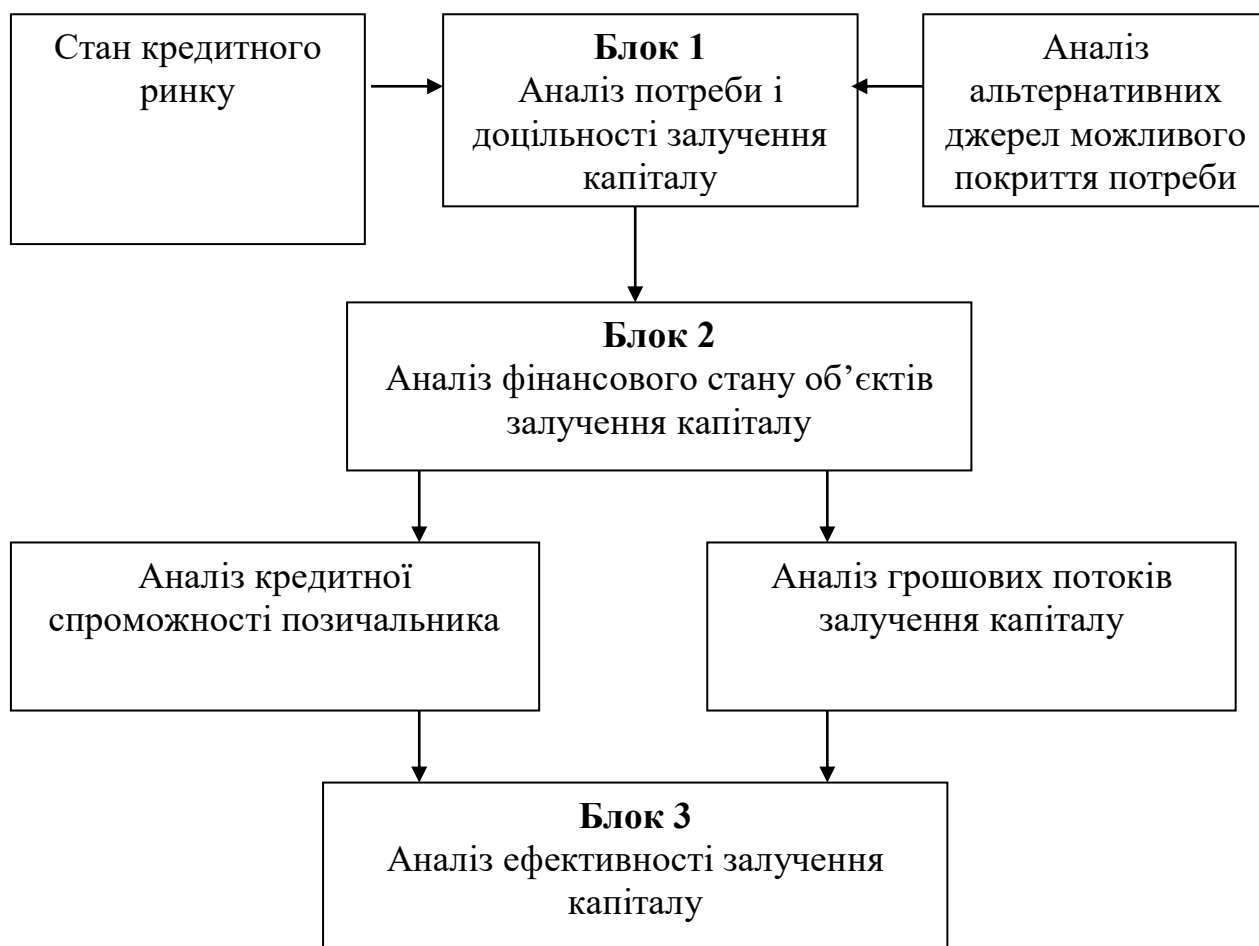 Стан кредитного
ринку
Блок 1
Аналіз потреби і
доцільності залучення
капіталу
Аналіз
альтернативних
джерел можливого
покриття потреби
Блок 2
Аналіз фінансового стану об’єктів
залучення капіталу
Аналіз кредитної
спроможності позичальника
Аналіз грошових потоків
залучення капіталу
Блок 3
Аналіз ефективності залучення
капіталу